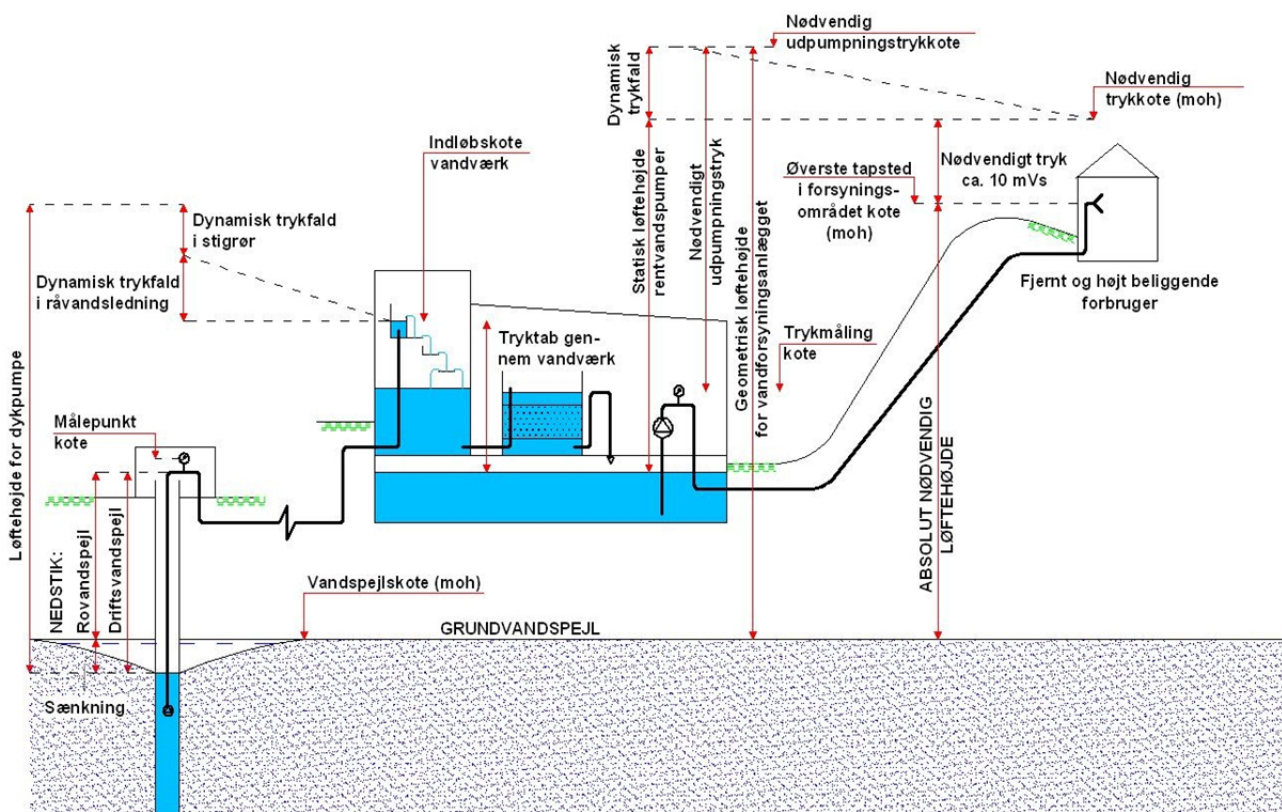 Nødvendig
udpumpningstrykkote
Dynamisk
trykfald
Nødvendig
trykkote (moh)
Indløbskote
vandværk
Nødvendigt tryk
ca. 10 mVs
Øverste tapsted
i forsynings-
området kote
(moh)
Dynamisk trykfald
i stigrør
Dynamisk trykfald
i råvandsledning
Statisk løftehøjde
rentvandspumper
Nødvendigt
udpumpningstryk
Geometrisk løftehøjde
for vandforsyningsanlægget
Fjernt og højt beliggende
forbruger
Tryktab gen-
nem vandværk
Trykmåling
kote
Løftehøjde for dykpumpe
Målepunkt
kote
ABSOLUT NØDVENDIG
LØFTEHØJDE
NEDSTIK:
Rovandspejl
Driftsvandspejl
Vandspejlskote (moh)
GRUNDVANDSPEJL
Sænkning